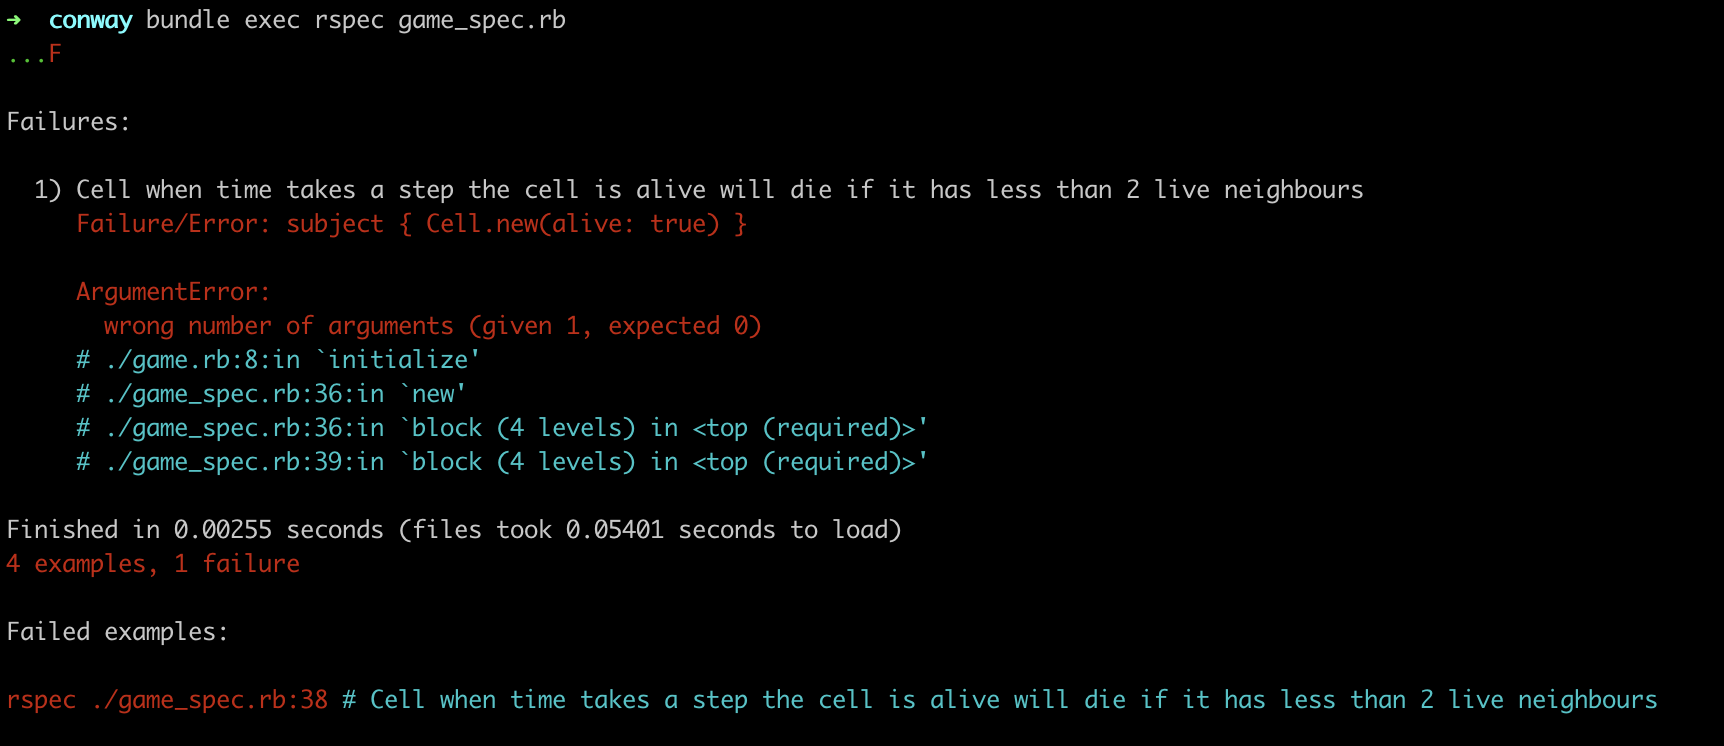 ➜  conway bundle exec rspec game_spec.rb
...F

Failures:

  1) Cell when time takes a step the cell is alive will die if it has less than 2 live neighbours
     Failure/Error: subject { Cell.new(alive: true) }

     ArgumentError:
       wrong number of arguments (given 1, expected 0)
     # ./game.rb:8:in `initialize'
     # ./game_spec.rb:36:in `new'
     # ./game_spec.rb:36:in `block (4 levels) in <top (required)>'
     # ./game_spec.rb:39:in `block (4 levels) in <top (required)>'

Finished in 0.00255 seconds (files took 0.05401 seconds to load)
4 examples, 1 failure

Failed examples:

rspec ./game_spec.rb:38 # Cell when time takes a step the cell is alive will die if it has less than 2 live neighbours